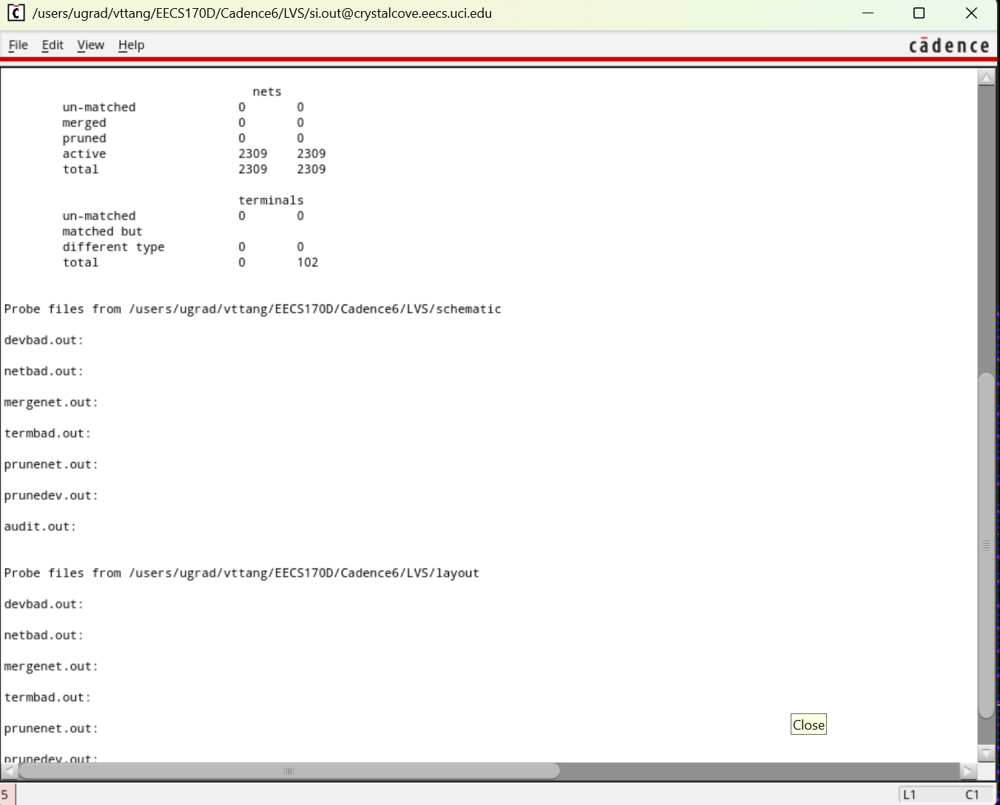 /users/ugrad/vttang/EECS170D/Cadence6/LVS/si.out@crystalcove.eecs.uci.edu
File Edit View Help
cādence
nets
un-matched 0 0
merged 0 0
pruned 0 0
active 2309 2309
total 2309 2309
terminals
un-matched 0 0
matched but
different type 0 0
total 0 102
Probe files from /users/ugrad/vttang/EECS170D/Cadence6/LVS/schematic
devbad.out:
netbad.out:
mergenet.out:
termbad.out:
prunenet.out:
prunedev.out:
audit.out:
Probe files from /users/ugrad/vttang/EECS170D/Cadence6/LVS/layout
devbad.out:
netbad.out:
mergenet.out:
termbad.out:
prunenet.out:
Close
prunedev.out:
5 L1 C1